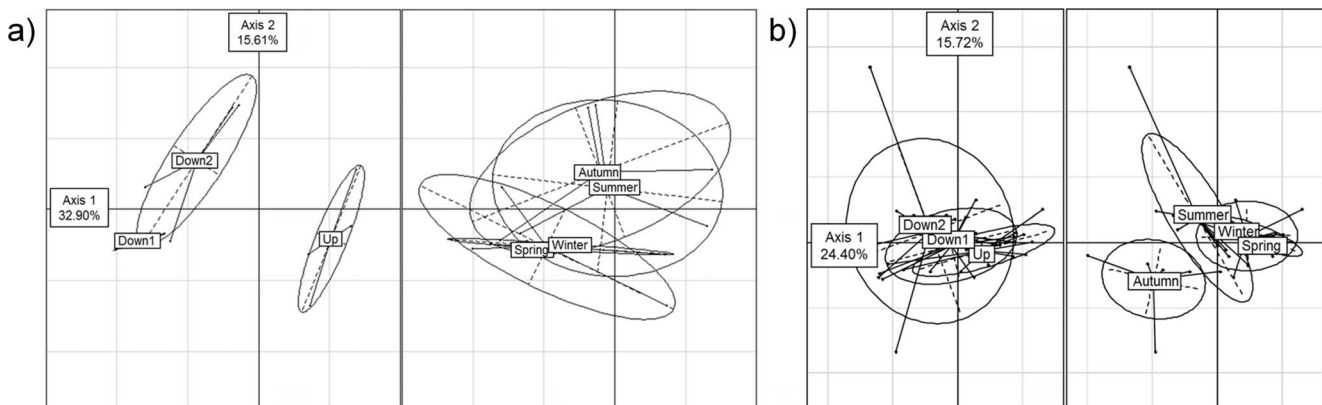 a)
Axis 2
15.61%
Axis 1
32.90%
Down2
Down1
Up
Autumn
Summer
Spring
Winter
b)
Axis 2
15.72%
Axis 1
24.40%
Down2
Down1
Up
Summer
Winter
Spring
Autumn